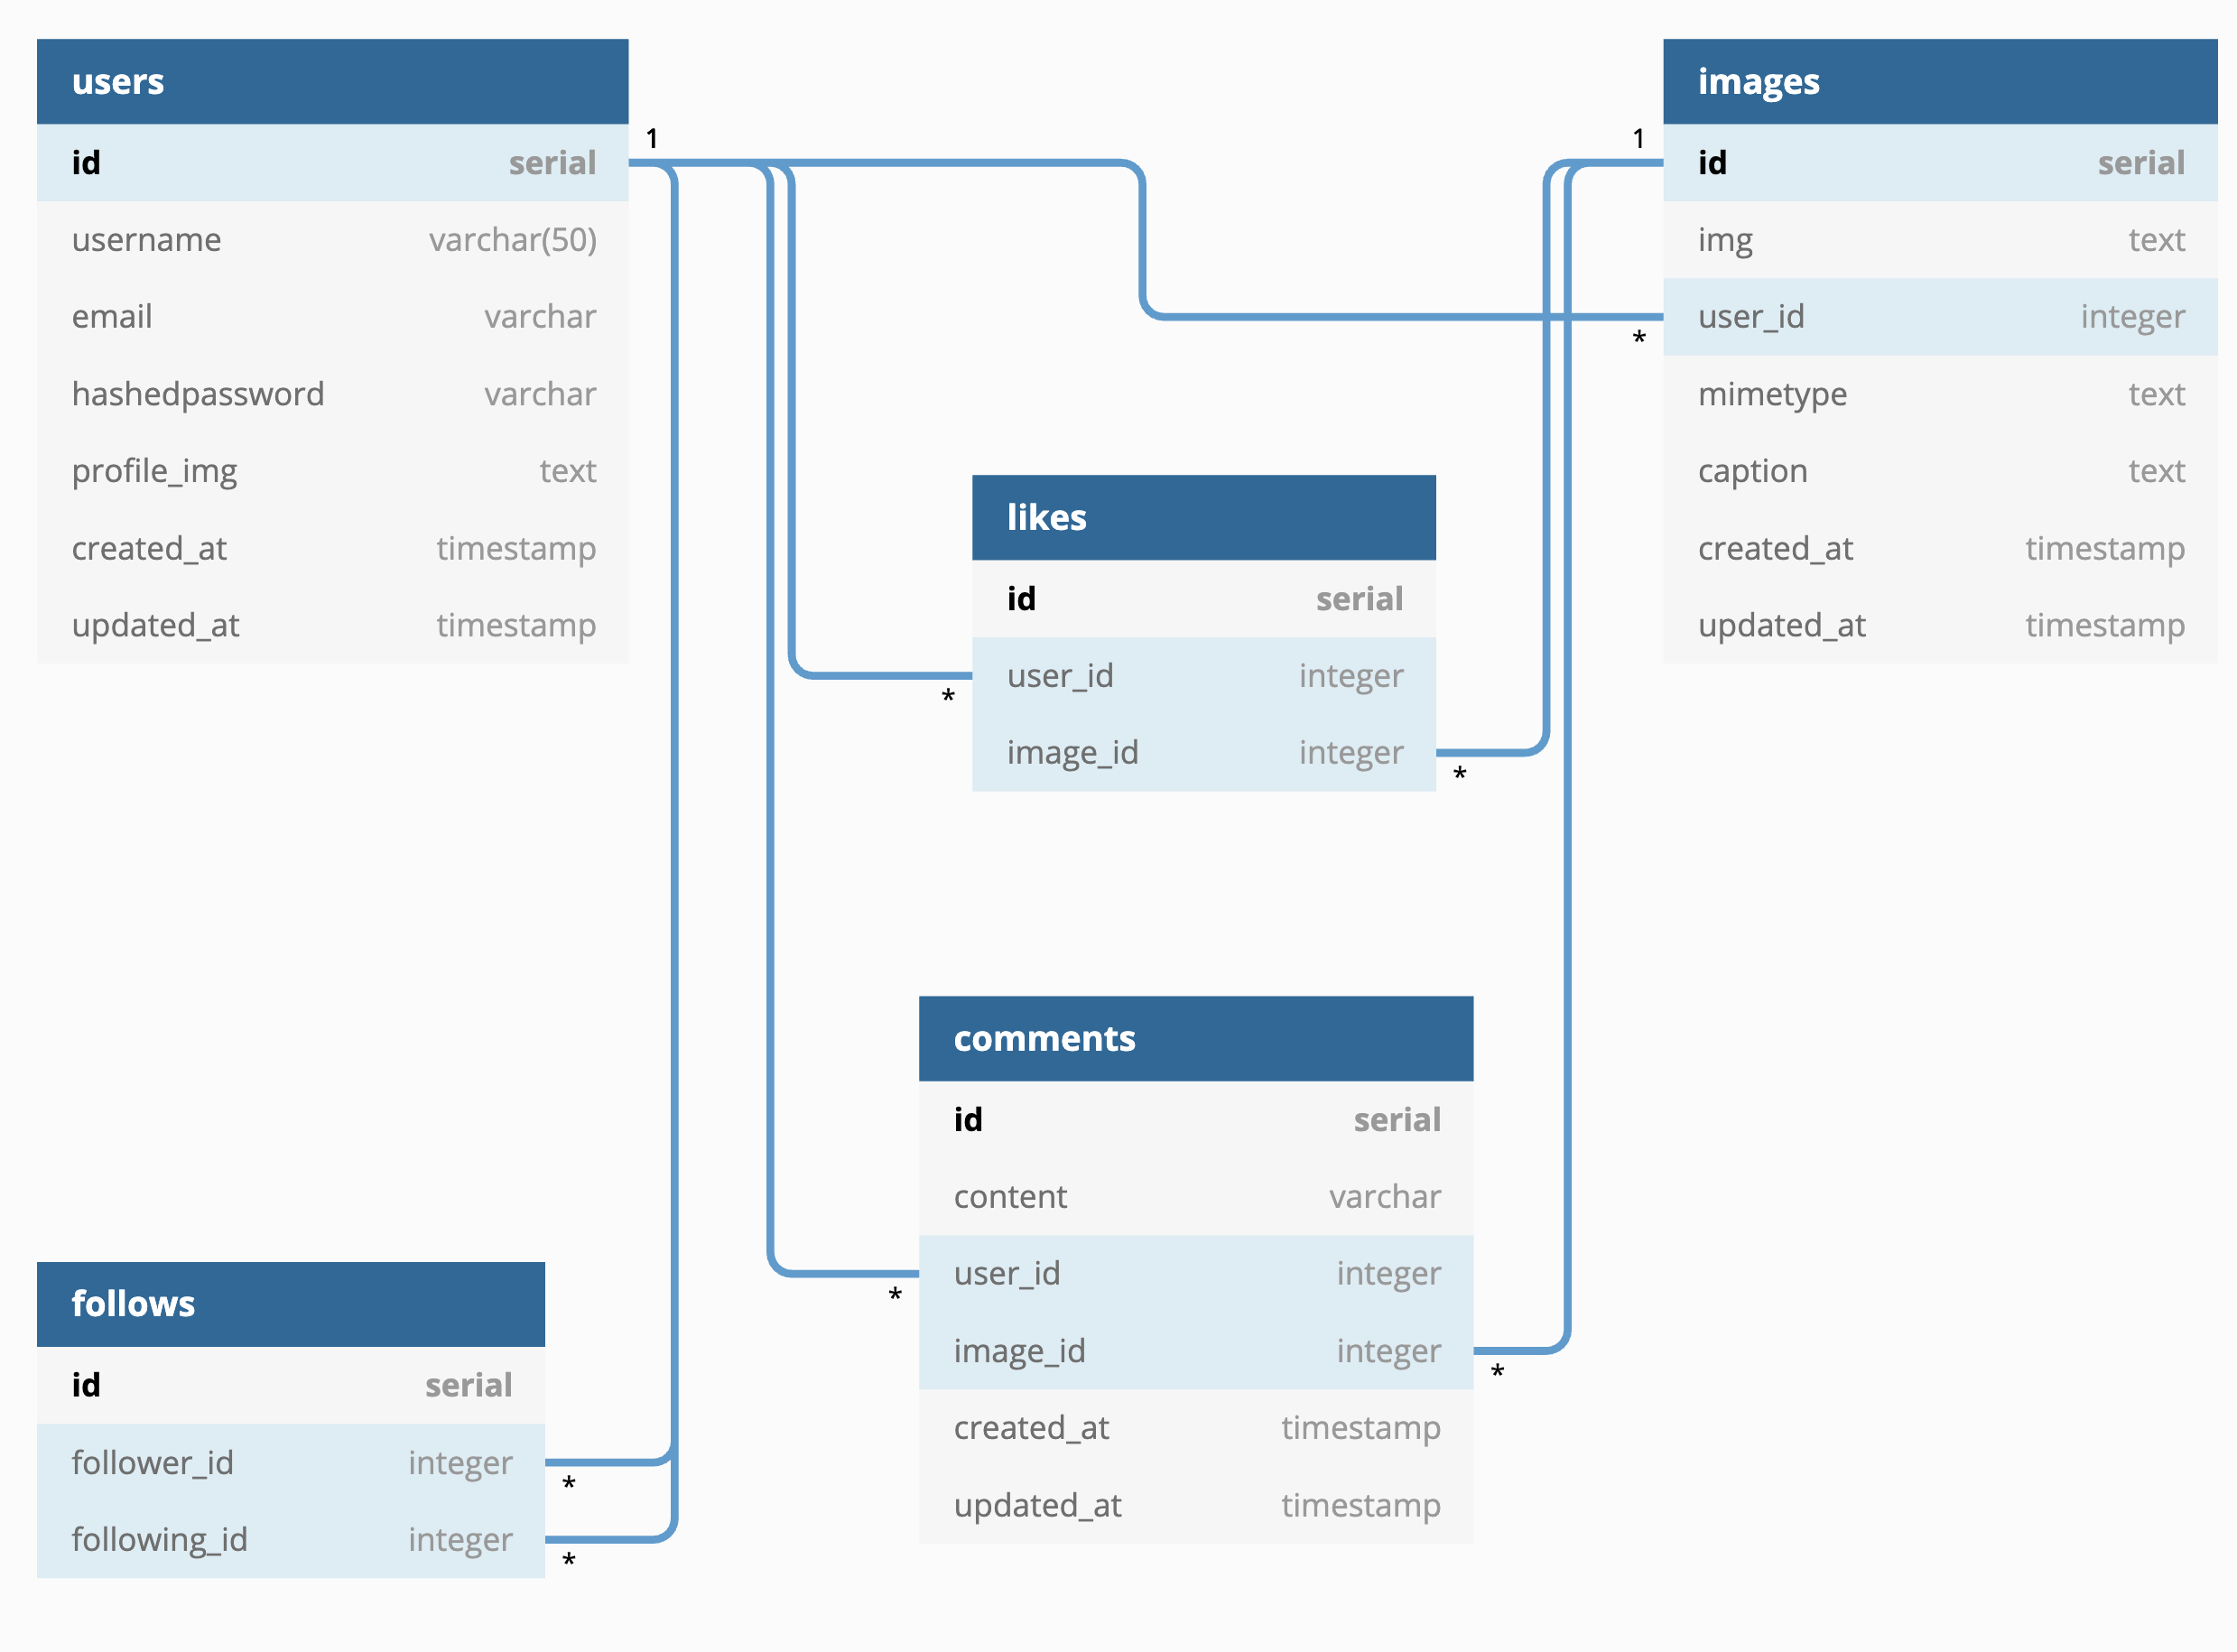 users
id serial
username varchar(50)
email varchar
hashedpassword varchar
profile_img text
created_at timestamp
updated_at timestamp
1
1
*
images
id serial
img text
user_id integer
mimetype text
caption text
created_at timestamp
updated_at timestamp
likes
id serial
user_id integer
image_id integer
*
*
comments
id serial
content varchar
user_id integer
image_id integer
created_at timestamp
updated_at timestamp
*
*
follows
id serial
follower_id integer
following_id integer
*
*